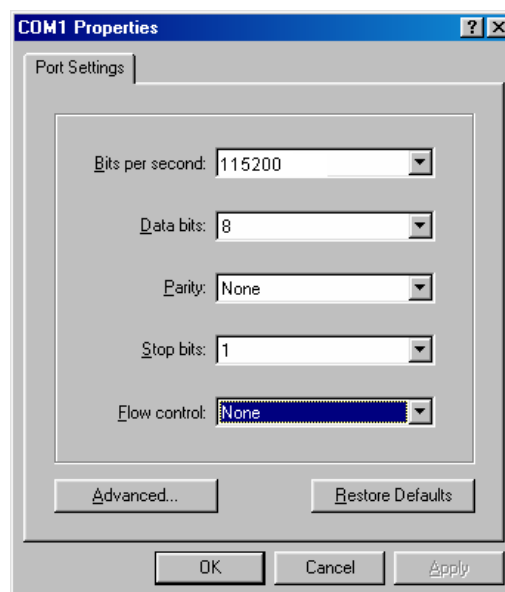 COM1 Properties
Port Settings
Bits per second: 115200
Data bits: 8
Parity: None
Stop bits: 1
Flow control: None
Advanced... Restore Defaults
OK Cancel Apply